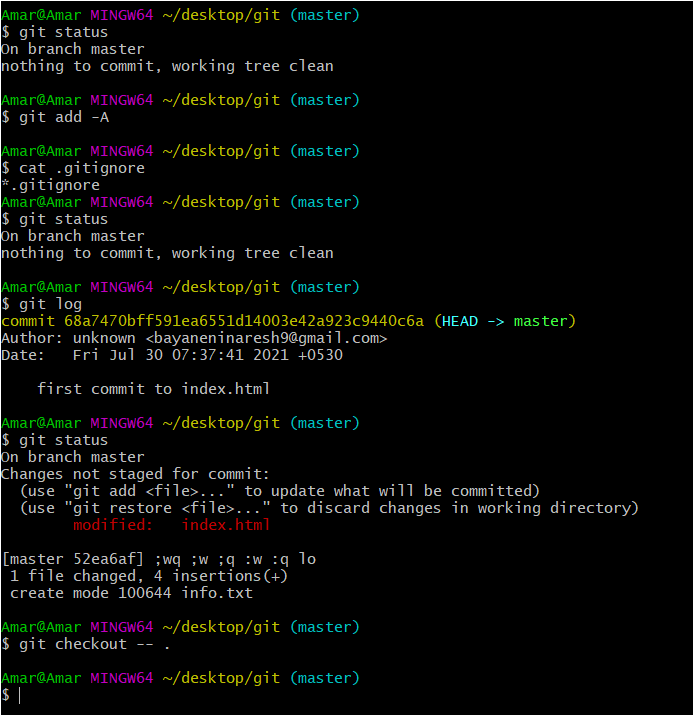 Amar@Amar MINGW64 ~/desktop/git (master)
$ git status
On branch master
nothing to commit, working tree clean

Amar@Amar MINGW64 ~/desktop/git (master)
$ git add -A

Amar@Amar MINGW64 ~/desktop/git (master)
$ cat .gitignore
*.gitignore
Amar@Amar MINGW64 ~/desktop/git (master)
$ git status
On branch master
nothing to commit, working tree clean

Amar@Amar MINGW64 ~/desktop/git (master)
$ git log
commit 68a7470bff591ea6551d14003e42a923c9440c6a (HEAD -> master)
Author: unknown <bayaneninaresh9@gmail.com>
Date:   Fri Jul 30 07:37:41 2021 +0530

    first commit to index.html

Amar@Amar MINGW64 ~/desktop/git (master)
$ git status
On branch master
Changes not staged for commit:
  (use "git add <file>..." to update what will be committed)
  (use "git restore <file>..." to discard changes in working directory)
        modified:   index.html

[master 52ea6af] ;wq ;w ;q :w :q lo
 1 file changed, 4 insertions(+)
 create mode 100644 info.txt

Amar@Amar MINGW64 ~/desktop/git (master)
$ git checkout -- .

Amar@Amar MINGW64 ~/desktop/git (master)
$